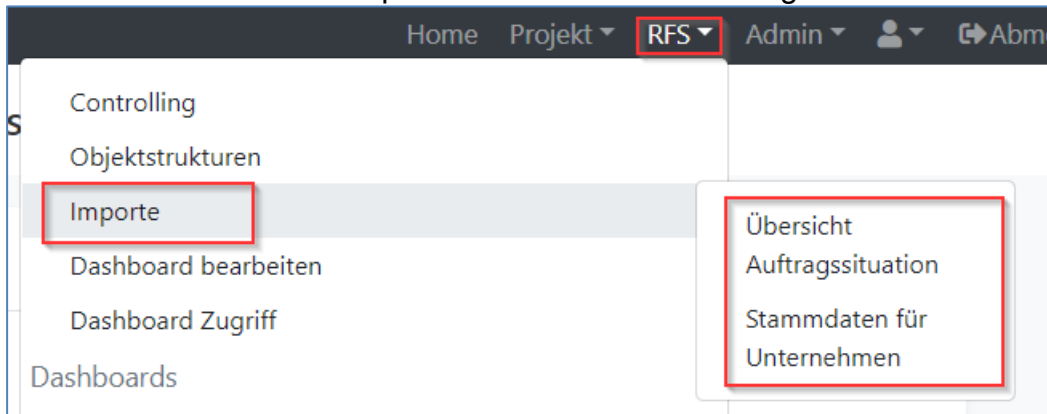 Home Projekt RFS Admin Abm
Controlling
s
Objektstrukturen
Importe
Übersicht
Auftragssituation
Dashboard bearbeiten
Dashboard Zugriff
Stammdaten für
Unternehmen
Dashboards